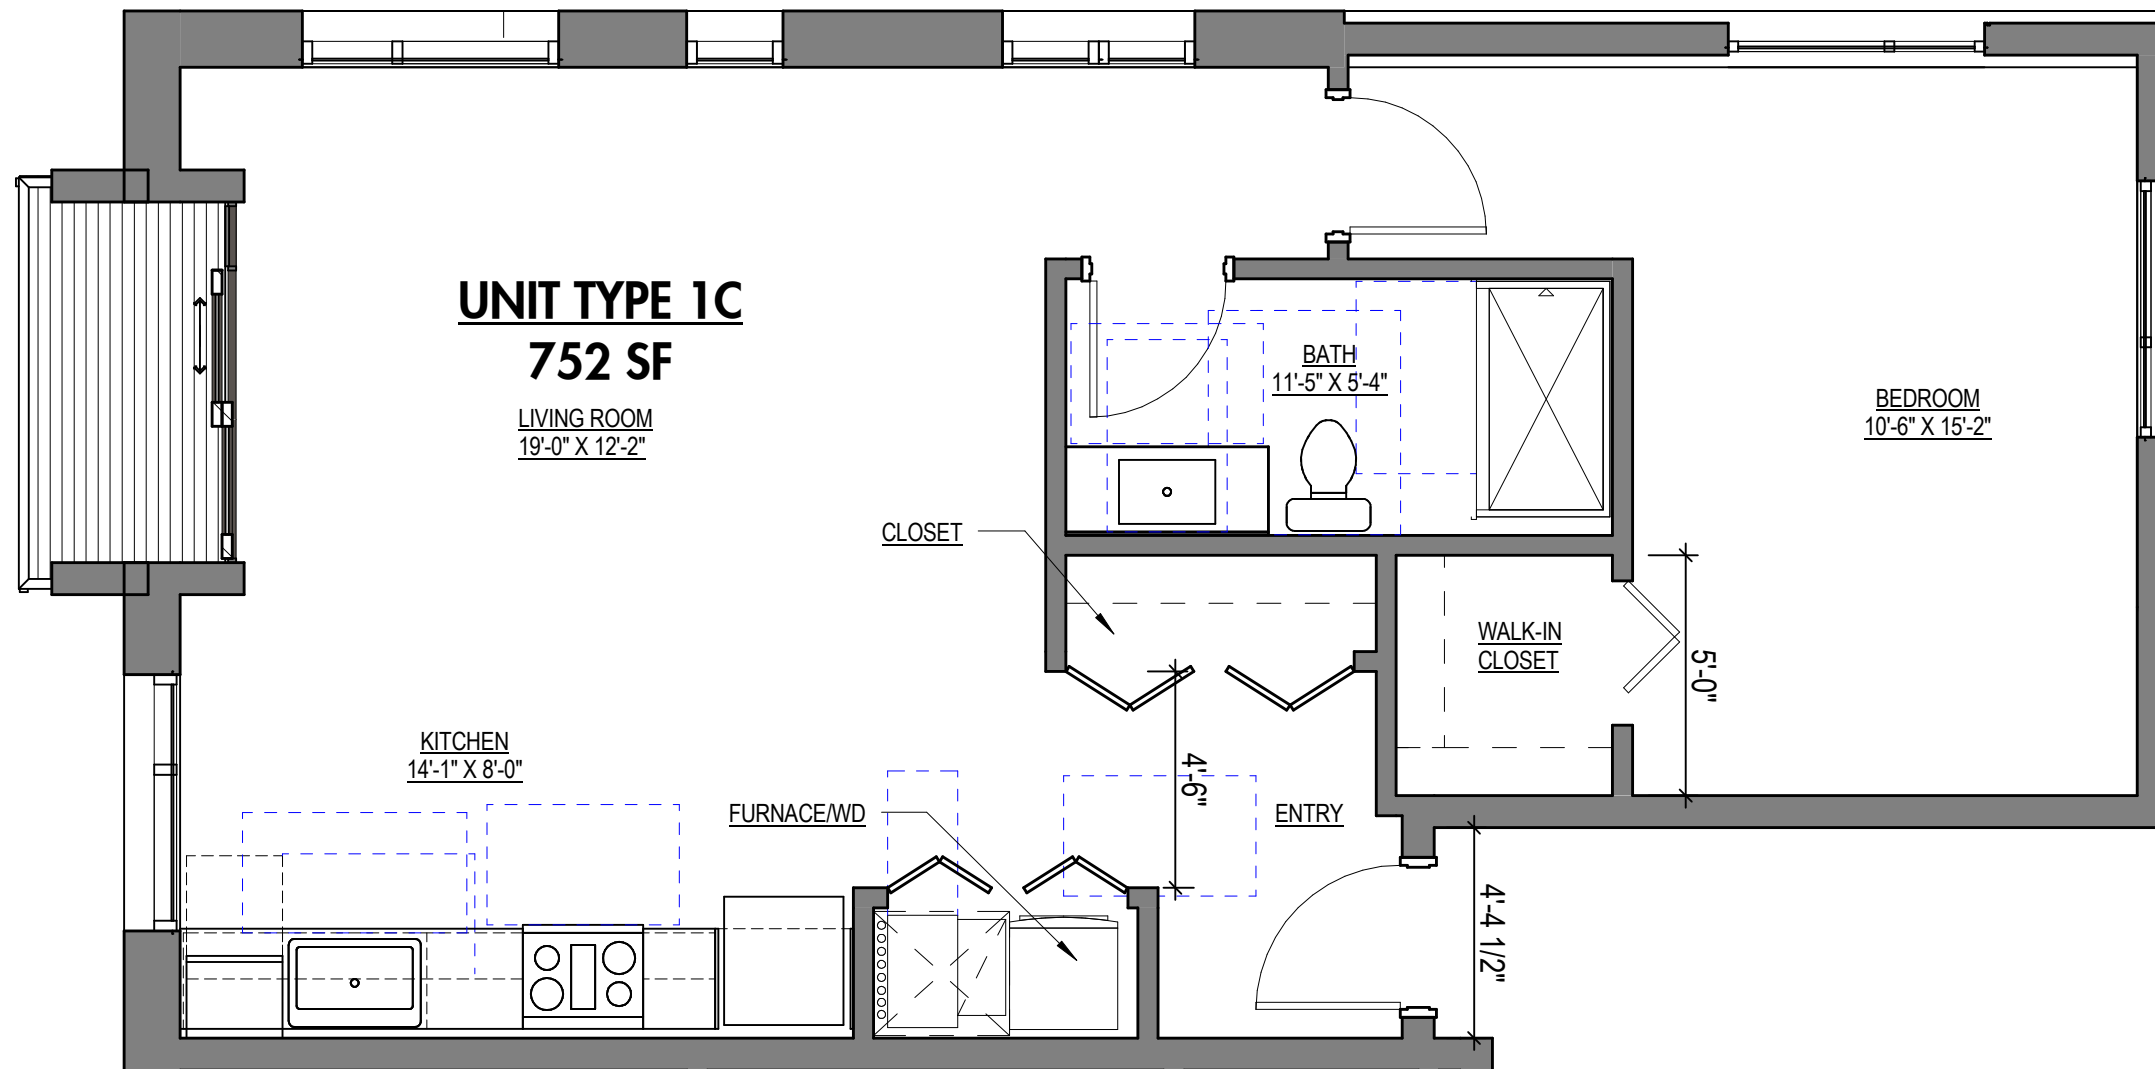 UNIT TYPE 1C
752 SF
LIVING ROOM
19'-0" X 12'-2"
BATH
11'-5" X 5'-4"
BEDROOM
10'-6" X 15'-2"
CLOSET
WALK-IN
CLOSET
5'-0"
KITCHEN
14'-1" X 8'-0"
4'-6"
FURNACE/WD
ENTRY
4'-4 1/2"